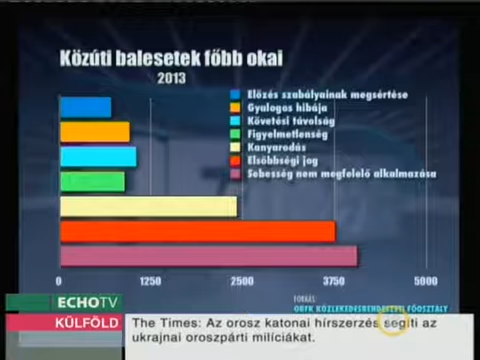 Közúti balesetek főbb okai
2013
Előzés szabályainak megsértése
Gyalogos hibája
Követési távolság
Figyelmetlenség
Kanyarodás
Elsőbbségi jog
Sebesség nem megfelelő alkalmazása
0 1250 2500 3750 5000
FORRÁS:
ORFK KÖZLEKEDÉSRENDÉSZETI FŐOSZTÁLY
ECHOTV
KÜLFÖLD
The Times: Az orosz katonai hírszerzés segíti az
ukrajnai oroszpárti milíciákat.